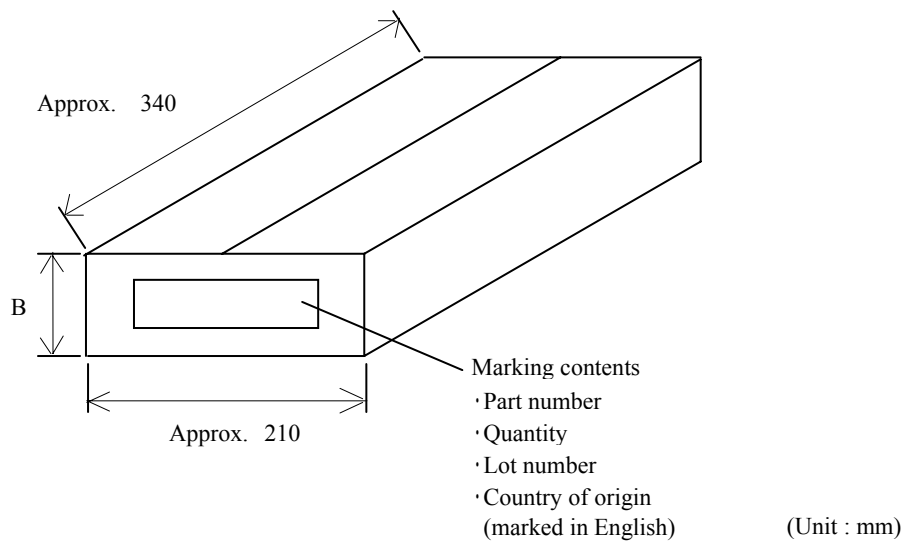 Approx. 340
B
Approx. 210
Marking contents
･Part number
･Quantity
･Lot number
･Country of origin
(marked in English)
(Unit : mm)